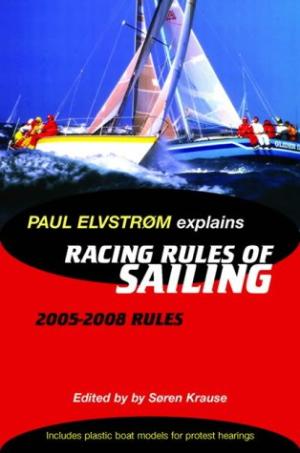 PAUL ELVSTRØM explains
RACING RULES OF
SAILING
2005-2008 RULES
Edited by by Søren Krause
Includes plastic boat models for protest hearings